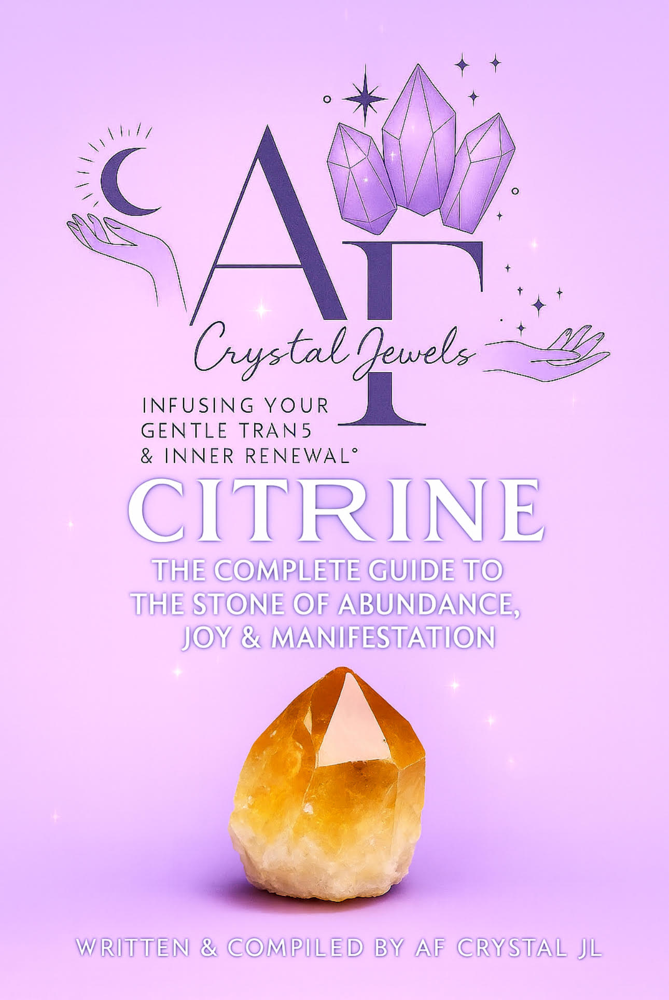 AF
Crystal Jewels
INFUSING YOUR
GENTLE TRAN5
& INNER RENEWAL°
CITRINE
THE COMPLETE GUIDE TO
THE STONE OF ABUNDANCE,
JOY & MANIFESTATION
WRITTEN & COMPILED BY AF CRYSTAL JL